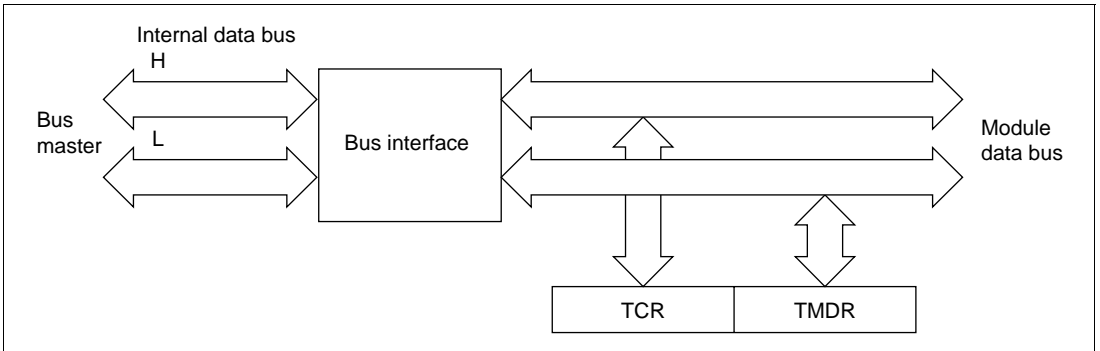 Internal data bus
H
Bus
master
L
Bus interface
Module
data bus
TCR
TMDR